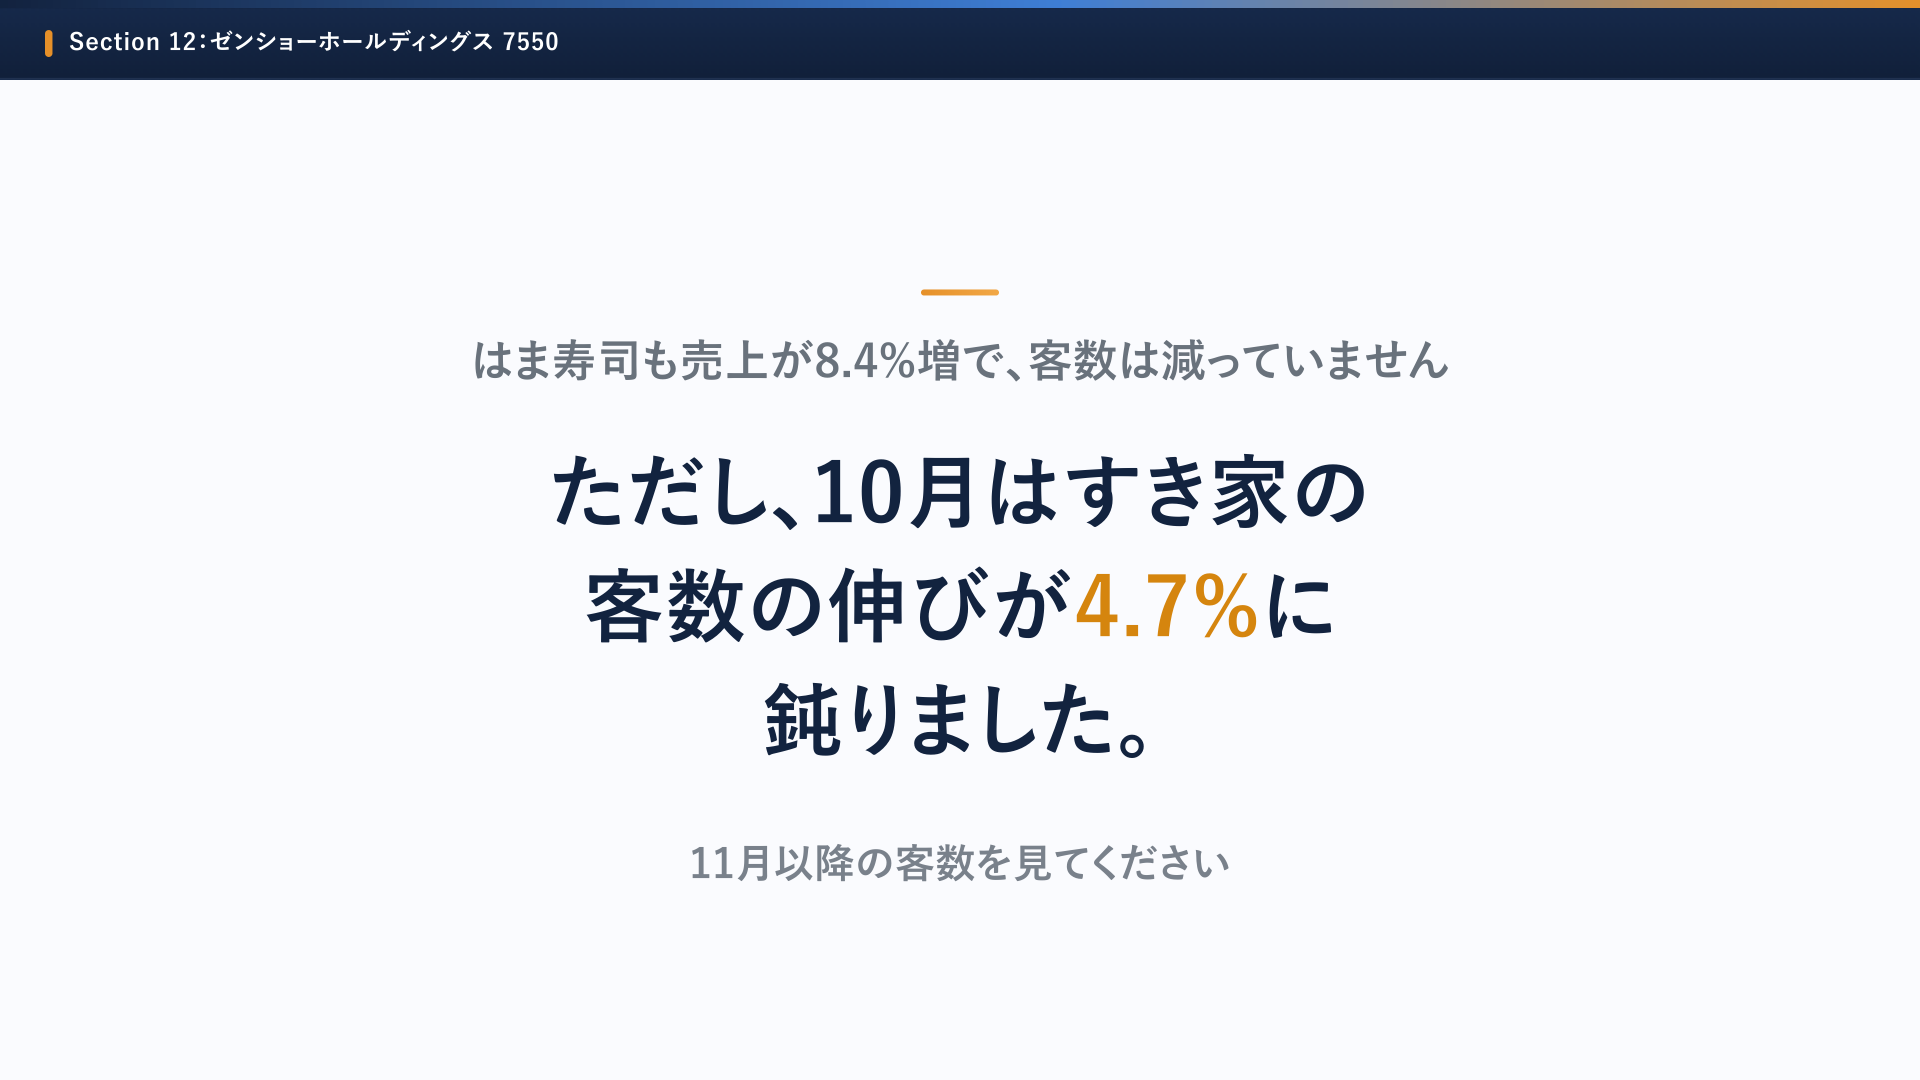 Section 12：ゼンショーホールディングス 7550
はま寿司も売上が8.4%増で、客数は減っていません
ただし、10月はすき家の
客数の伸びが4.7%に
鈍りました。
11月以降の客数を見てください